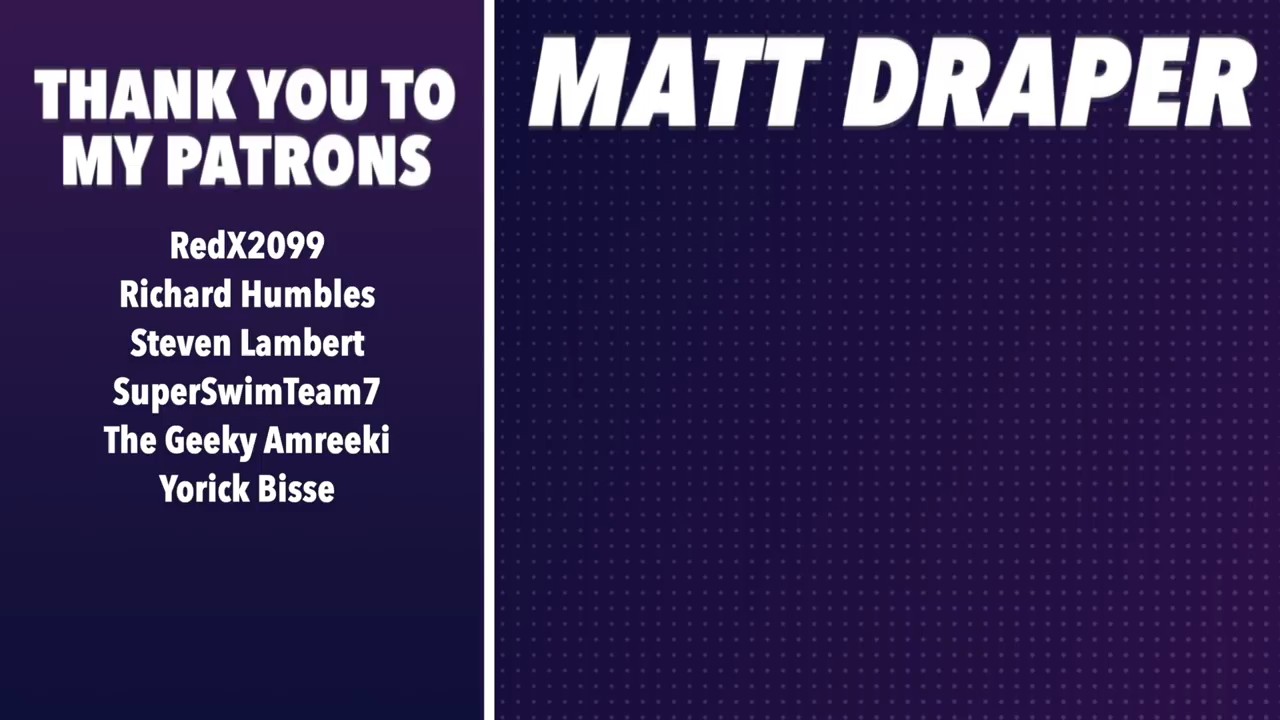 THANK YOU TO
MY PATRONS
RedX2099
Richard Humbles
Steven Lambert
SuperSwimTeam7
The Geeky Amreeki
Yorick Bisse
MATT DRAPER